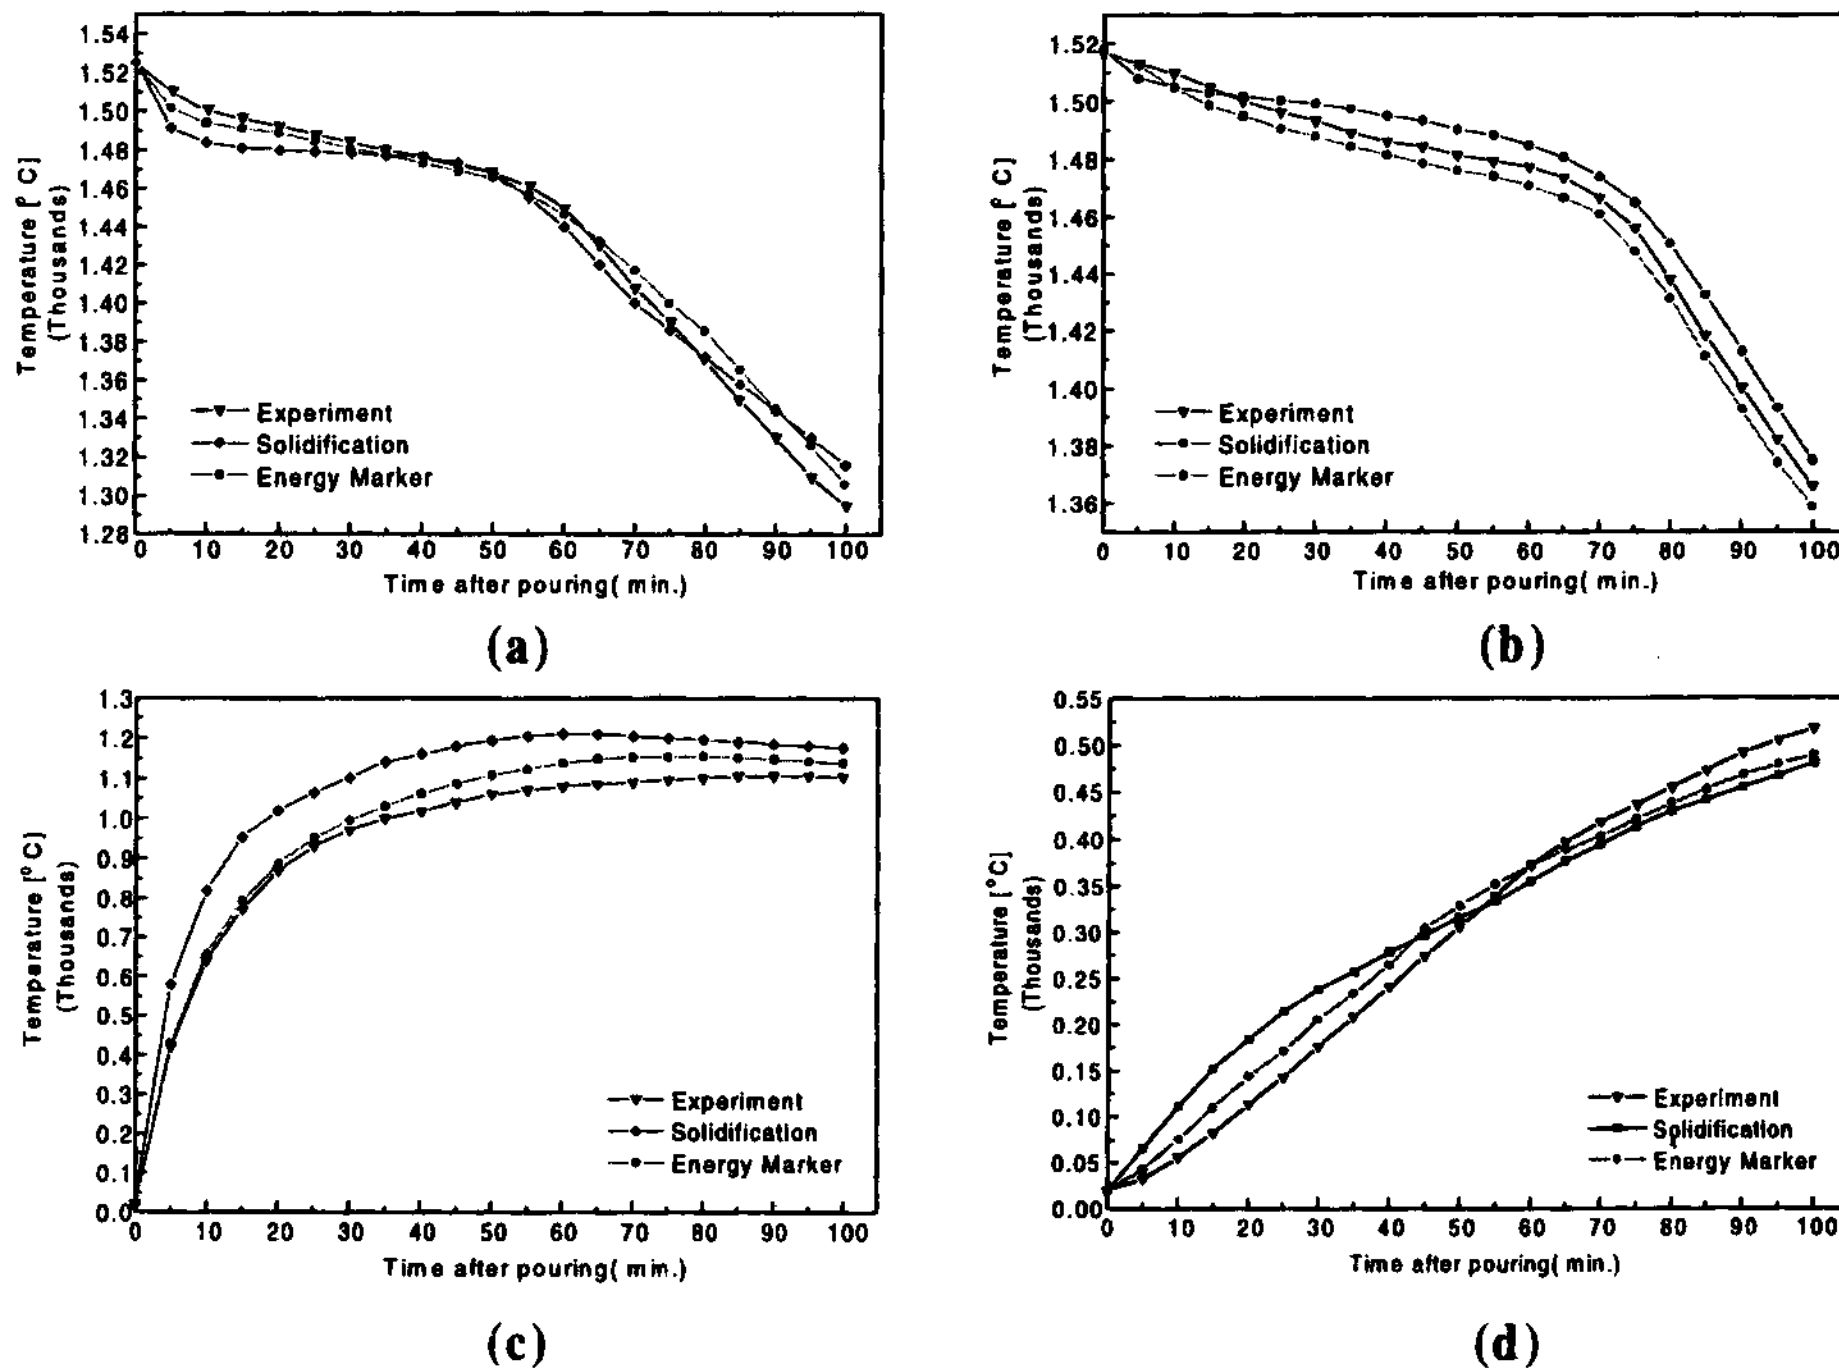 1.54
1.52
1.50
1.48
1.46
1.44
1.42
1.40
1.38
1.36
1.34
1.32
1.30
1.28
Temperature [° C]
(Thousands)
Experiment
Solidification
Energy Marker
0 10 20 30 40 50 60 70 80 90 100
Time after pouring( min.)
(a)
1.52
1.50
1.48
1.46
1.44
1.42
1.40
1.38
1.36
Temperature [° C]
(Thousands)
Experiment
Solidification
Energy Marker
0 10 20 30 40 50 60 70 80 90 100
Time after pouring( min.)
(b)
1.3
1.2
1.1
1.0
0.9
0.8
0.7
0.6
0.5
0.4
0.3
0.2
0.1
0.0
Temperature [°C]
(Thousands)
Experiment
Solidification
Energy Marker
0 10 20 30 40 50 60 70 80 90 100
Time after pouring( min.)
(c)
0.55
0.50
0.45
0.40
0.35
0.30
0.25
0.20
0.15
0.10
0.05
0.00
Temperature [°C]
(Thousands)
Experiment
Solidification
Energy Marker
0 10 20 30 40 50 60 70 80 90 100
Time after pouring( min.)
(d)